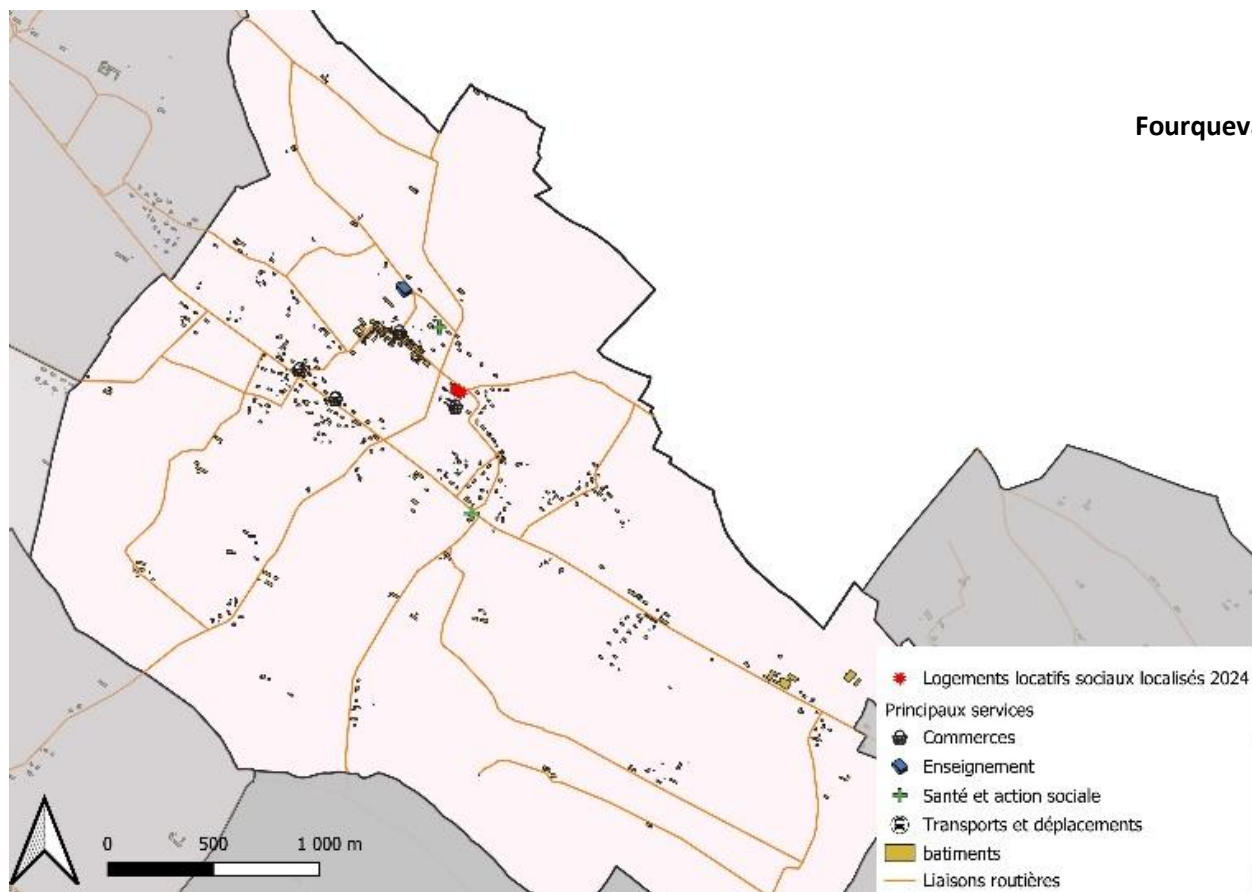 Logements locatifs sociaux localisés 2024
Principaux services
Commerces
Enseignement
Santé et action sociale
Transports et déplacements
batiments
Liaisons routières
0 500 1 000 m